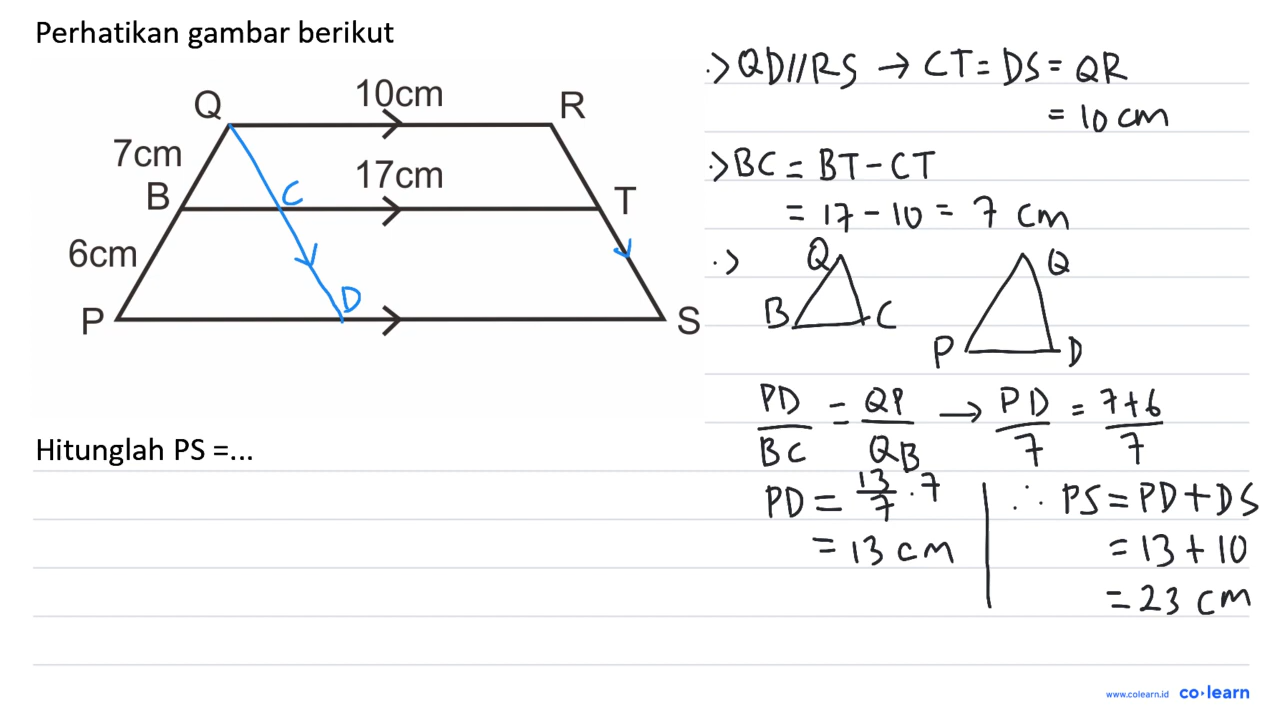 Perhatikan gambar berikut
Q 10cm R
7cm
B C 17cm T
6cm
P D S
Hitunglah PS =...
·> QD//RS → CT = DS = QR
= 10 cm
·> BC = BT - CT
= 17 - 10 = 7 cm
·> Q Q
B C P D
PD/BC = QP/QB → PD/7 = 7+6/7
PD = 13/7 · 7
= 13 cm
∴ PS = PD + DS
= 13 + 10
= 23 cm
www.colearn.id co·learn